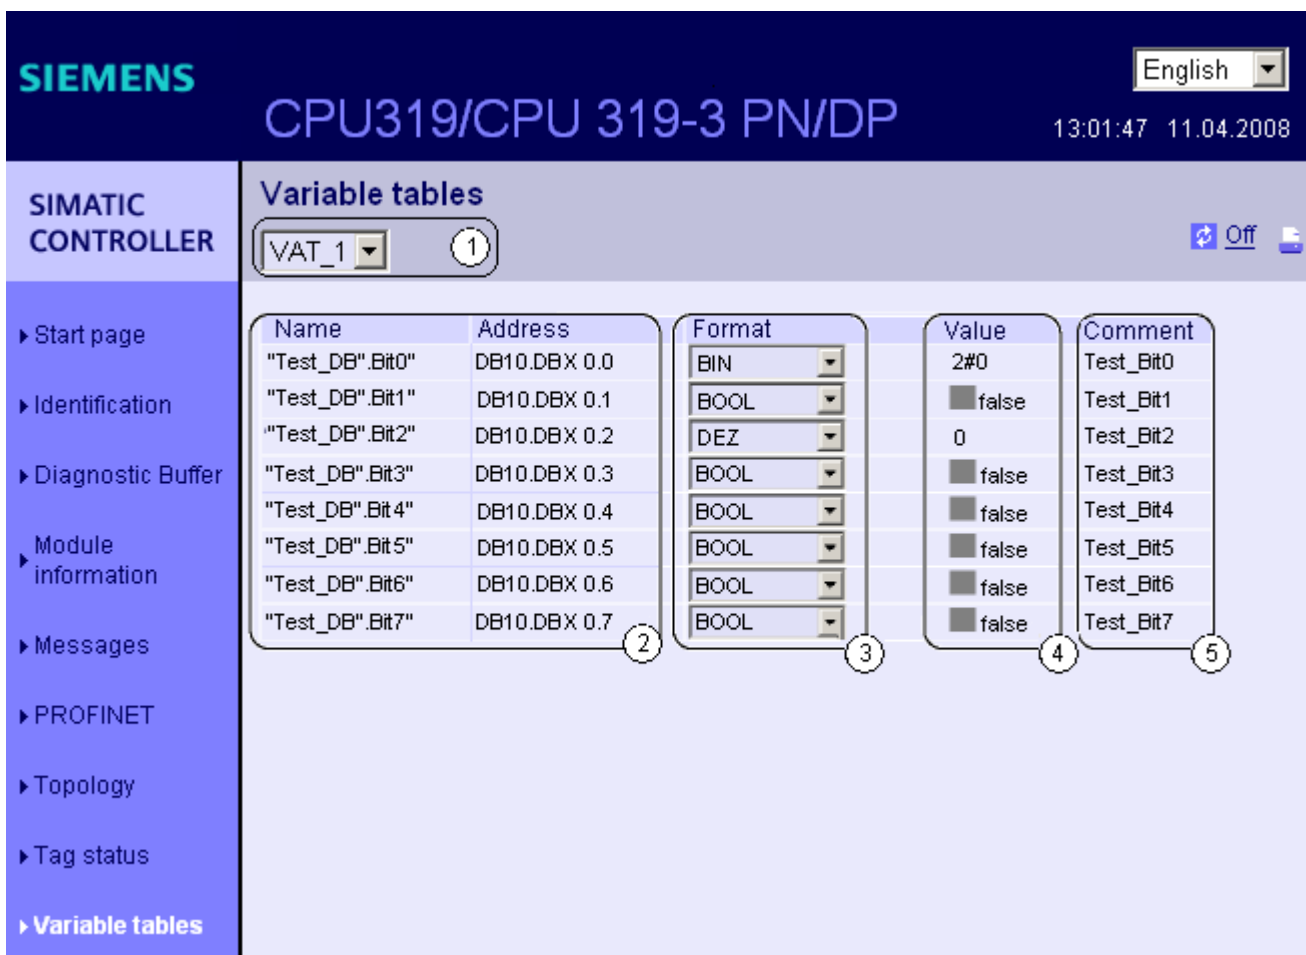 SIEMENS
English
CPU319/CPU 319-3 PN/DP
13:01:47 11.04.2008
SIMATIC
CONTROLLER
Variable tables
VAT_1
1
Off
Start page
Identification
Diagnostic Buffer
Module
information
Messages
PROFINET
Topology
Tag status
Variable tables
Name Address Format Value Comment
"Test_DB".Bit0" DB10.DBX 0.0 BIN 2#0 Test_Bit0
"Test_DB".Bit1" DB10.DBX 0.1 BOOL false Test_Bit1
"Test_DB".Bit2" DB10.DBX 0.2 DEZ 0 Test_Bit2
"Test_DB".Bit3" DB10.DBX 0.3 BOOL false Test_Bit3
"Test_DB".Bit4" DB10.DBX 0.4 BOOL false Test_Bit4
"Test_DB".Bit5" DB10.DBX 0.5 BOOL false Test_Bit5
"Test_DB".Bit6" DB10.DBX 0.6 BOOL false Test_Bit6
"Test_DB".Bit7" DB10.DBX 0.7 BOOL false Test_Bit7
2 3 4 5